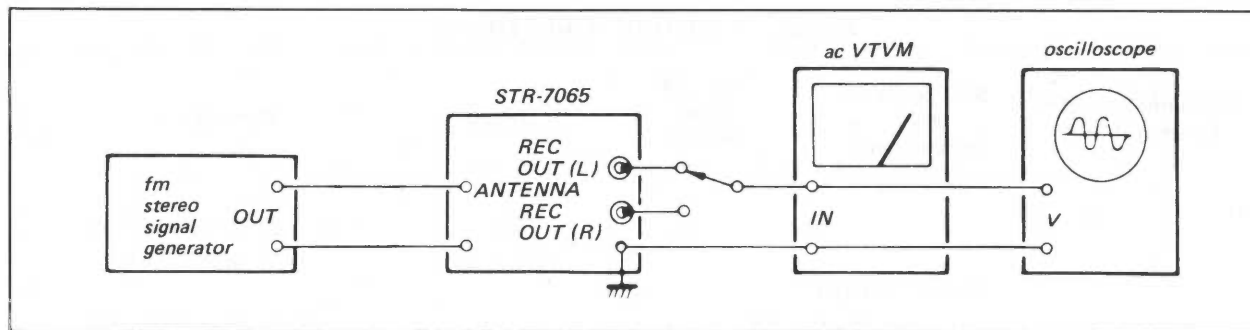 ac VTVM
oscilloscope
STR-7065
REC
OUT (L)
fm
stereo
signal
generator
OUT
ANTENNA
REC
OUT (R)
IN
V